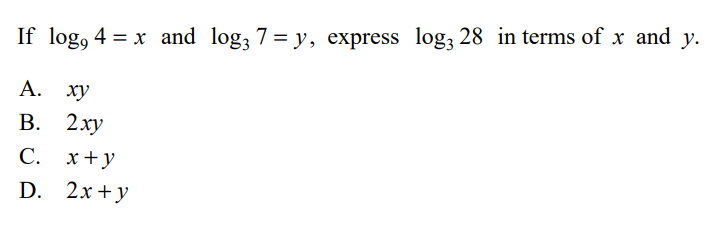 If log₉ 4 = x and log₃ 7 = y, express log₃ 28 in terms of x and y.
A. xy
B. 2xy
C. x + y
D. 2x + y